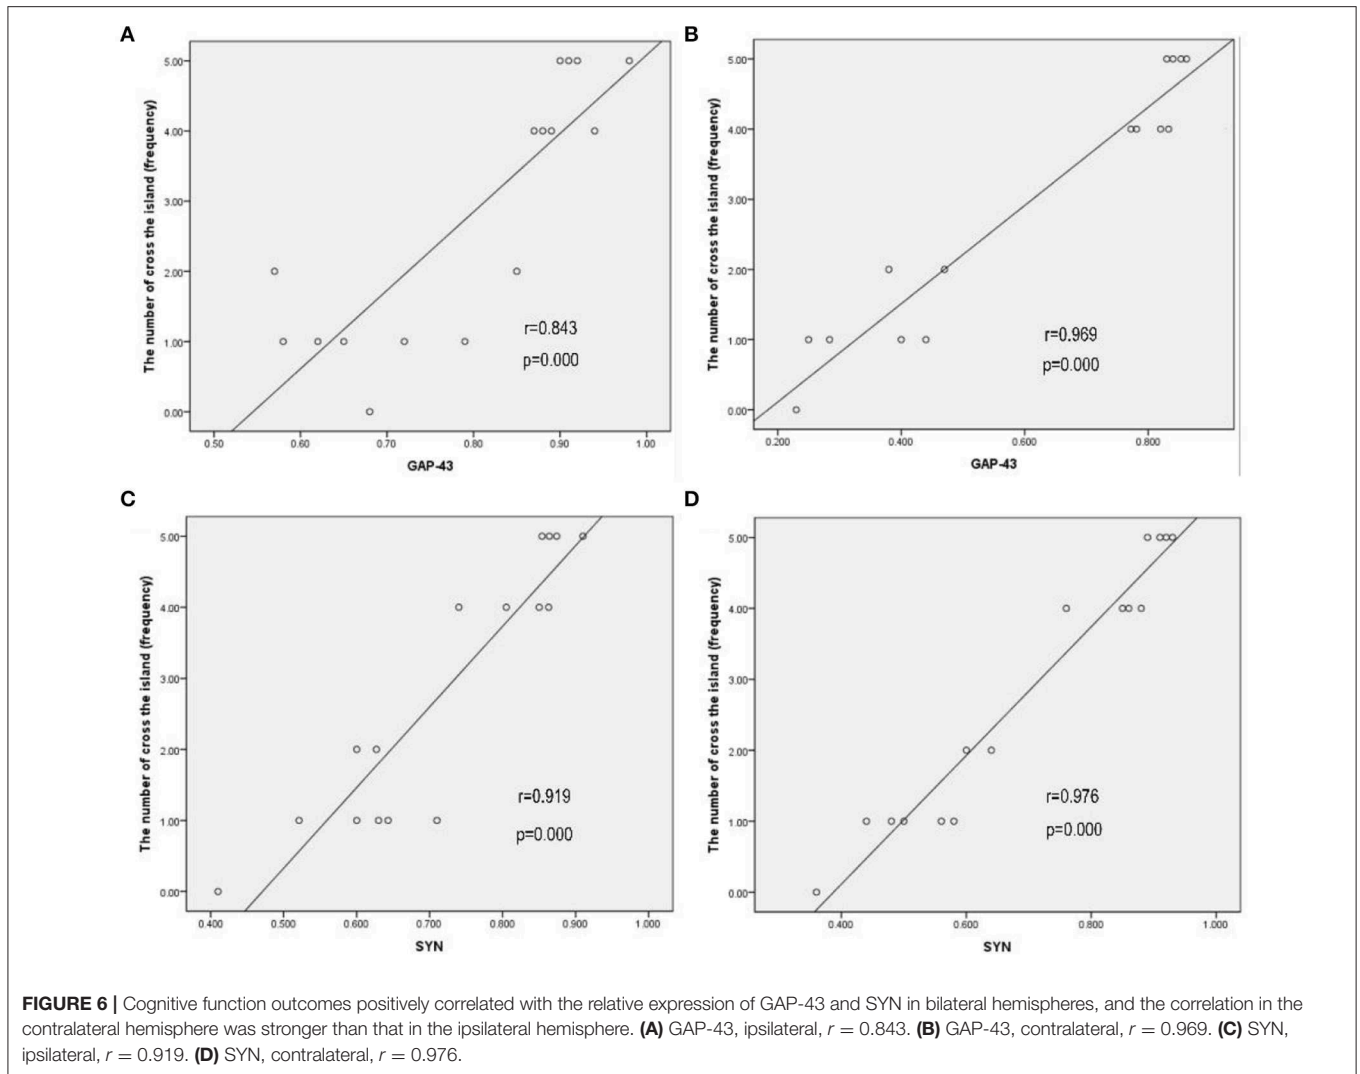 A
The number of cross the island (frequency)
5.00
4.00
3.00
2.00
1.00
0.00
r=0.843
p=0.000
0.50 0.60 0.70 0.80 0.90 1.00
GAP-43
B
The number of cross the island (frequency)
5.00
4.00
3.00
2.00
1.00
0.00
r=0.969
p=0.000
0.200 0.400 0.600 0.800
GAP-43
C
The number of cross the island (frequency)
5.00
4.00
3.00
2.00
1.00
0.00
r=0.919
p=0.000
0.400 0.500 0.600 0.700 0.800 0.900 1.000
SYN
D
The number of cross the island (frequency)
5.00
4.00
3.00
2.00
1.00
0.00
r=0.976
p=0.000
0.400 0.600 0.800 1.000
SYN
FIGURE 6 | Cognitive function outcomes positively correlated with the relative expression of GAP-43 and SYN in bilateral hemispheres, and the correlation in the
contralateral hemisphere was stronger than that in the ipsilateral hemisphere. (A) GAP-43, ipsilateral, r = 0.843. (B) GAP-43, contralateral, r = 0.969. (C) SYN,
ipsilateral, r = 0.919. (D) SYN, contralateral, r = 0.976.